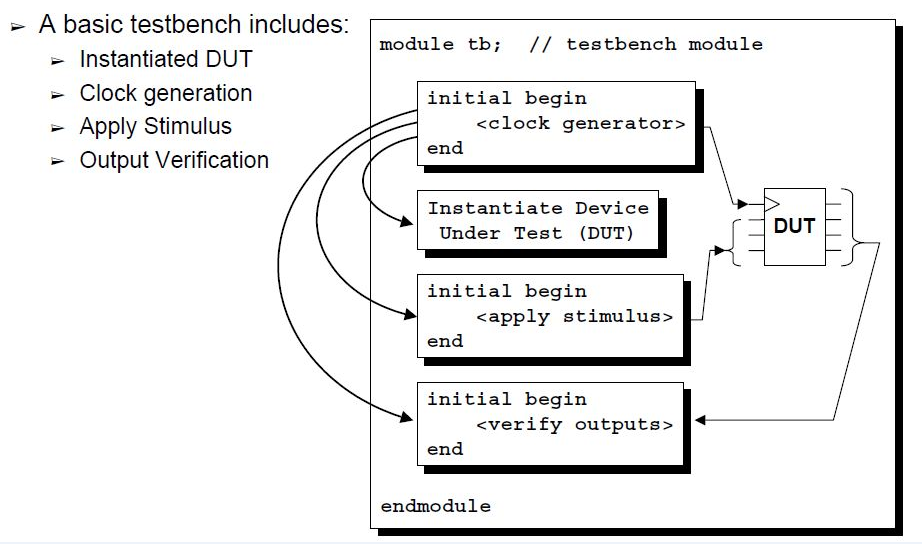 A basic testbench includes:
Instantiated DUT
Clock generation
Apply Stimulus
Output Verification
module tb;  // testbench module
initial begin
<clock generator>
end
Instantiate Device
Under Test (DUT)
DUT
initial begin
<apply stimulus>
end
initial begin
<verify outputs>
end
endmodule